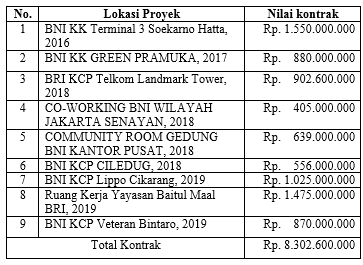 No. Lokasi Proyek Nilai kontrak
1 BNI KK Terminal 3 Soekarno Hatta, Rp. 1.550.000.000
2016
2 BNI KK GREEN PRAMUKA, 2017 Rp. 880.000.000
3 BRI KCP Telkom Landmark Tower, Rp. 902.600.000
2018
4 CO-WORKING BNI WILAYAH Rp. 405.000.000
JAKARTA SENAYAN, 2018
5 COMMUNITY ROOM GEDUNG Rp. 639.000.000
BNI KANTOR PUSAT, 2018
6 BNI KCP CILEDUG, 2018 Rp. 556.000.000
7 BNI KCP Lippo Cikarang, 2019 Rp. 1.025.000.000
8 Ruang Kerja Yayasan Baitul Maal Rp. 1.475.000.000
BRI, 2019
9 BNI KCP Veteran Bintaro, 2019 Rp. 870.000.000
Total Kontrak Rp. 8.302.600.000